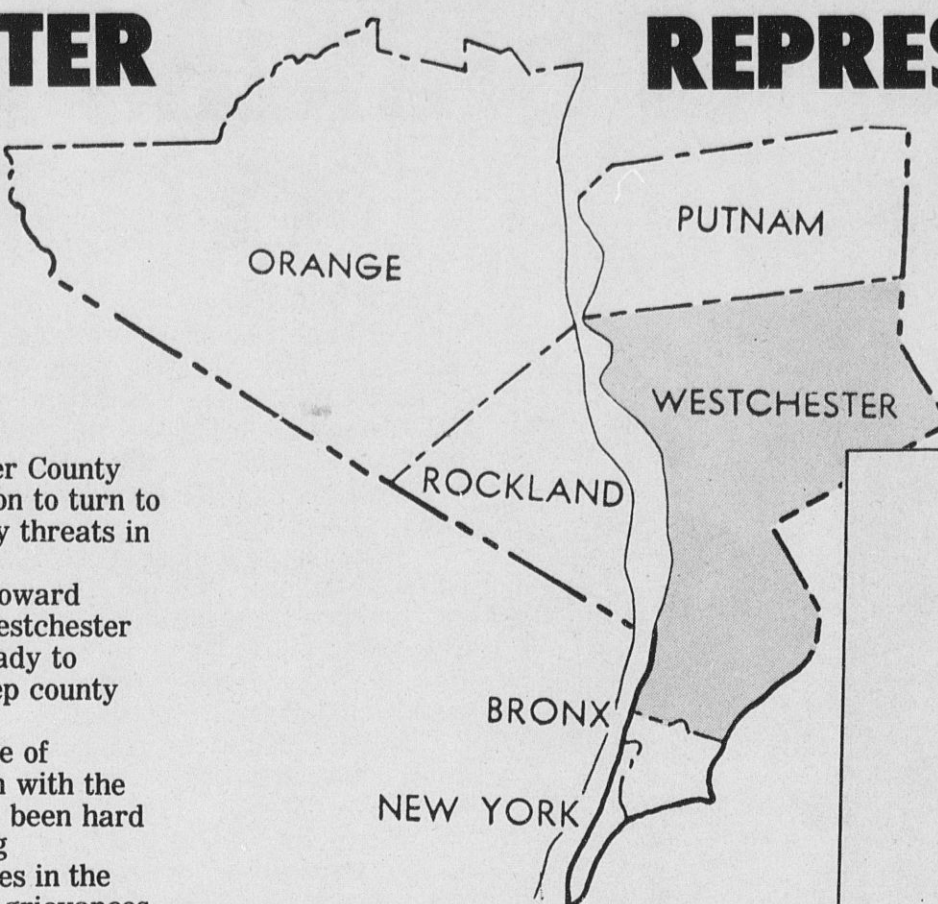 TER REPRES
ORANGE
PUTNAM
WESTCHESTER
ROCKLAND
BRONX
NEW YORK
er County
on to turn to
y threats in
oward
estchester
ady to
ep county
e of
n with the
been hard
g
es in the
grievances